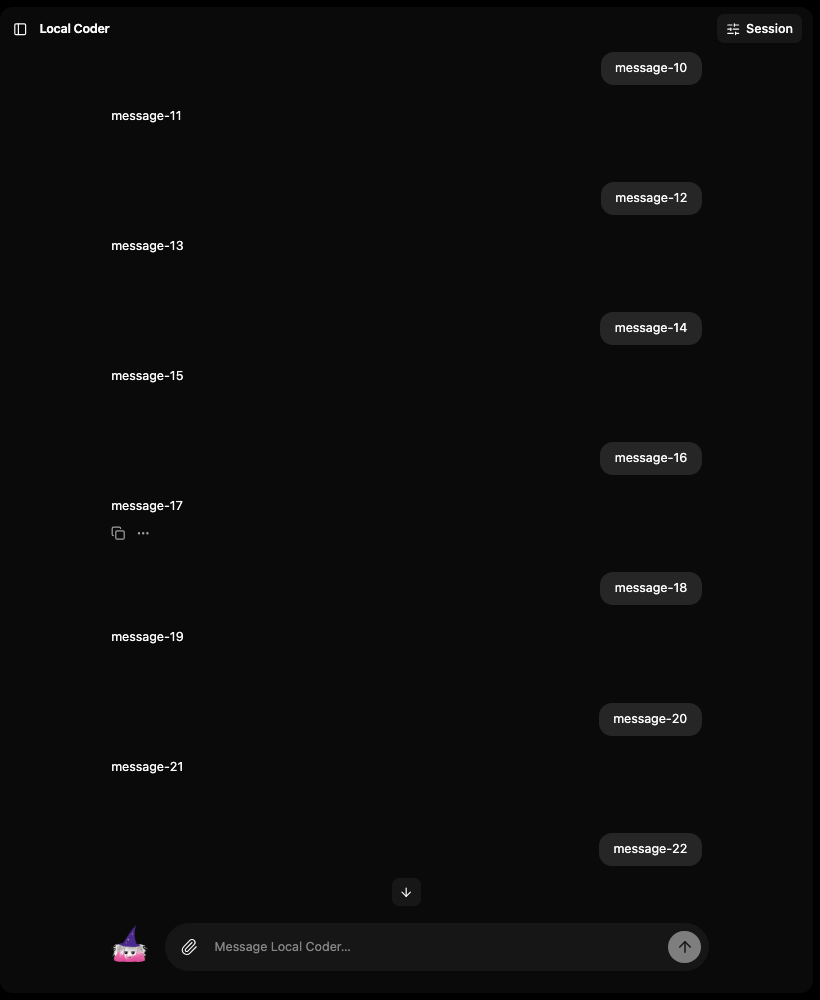 Local Coder
Session
message-10
message-11
message-12
message-13
message-14
message-15
message-16
message-17
message-18
message-19
message-20
message-21
message-22
Message Local Coder...